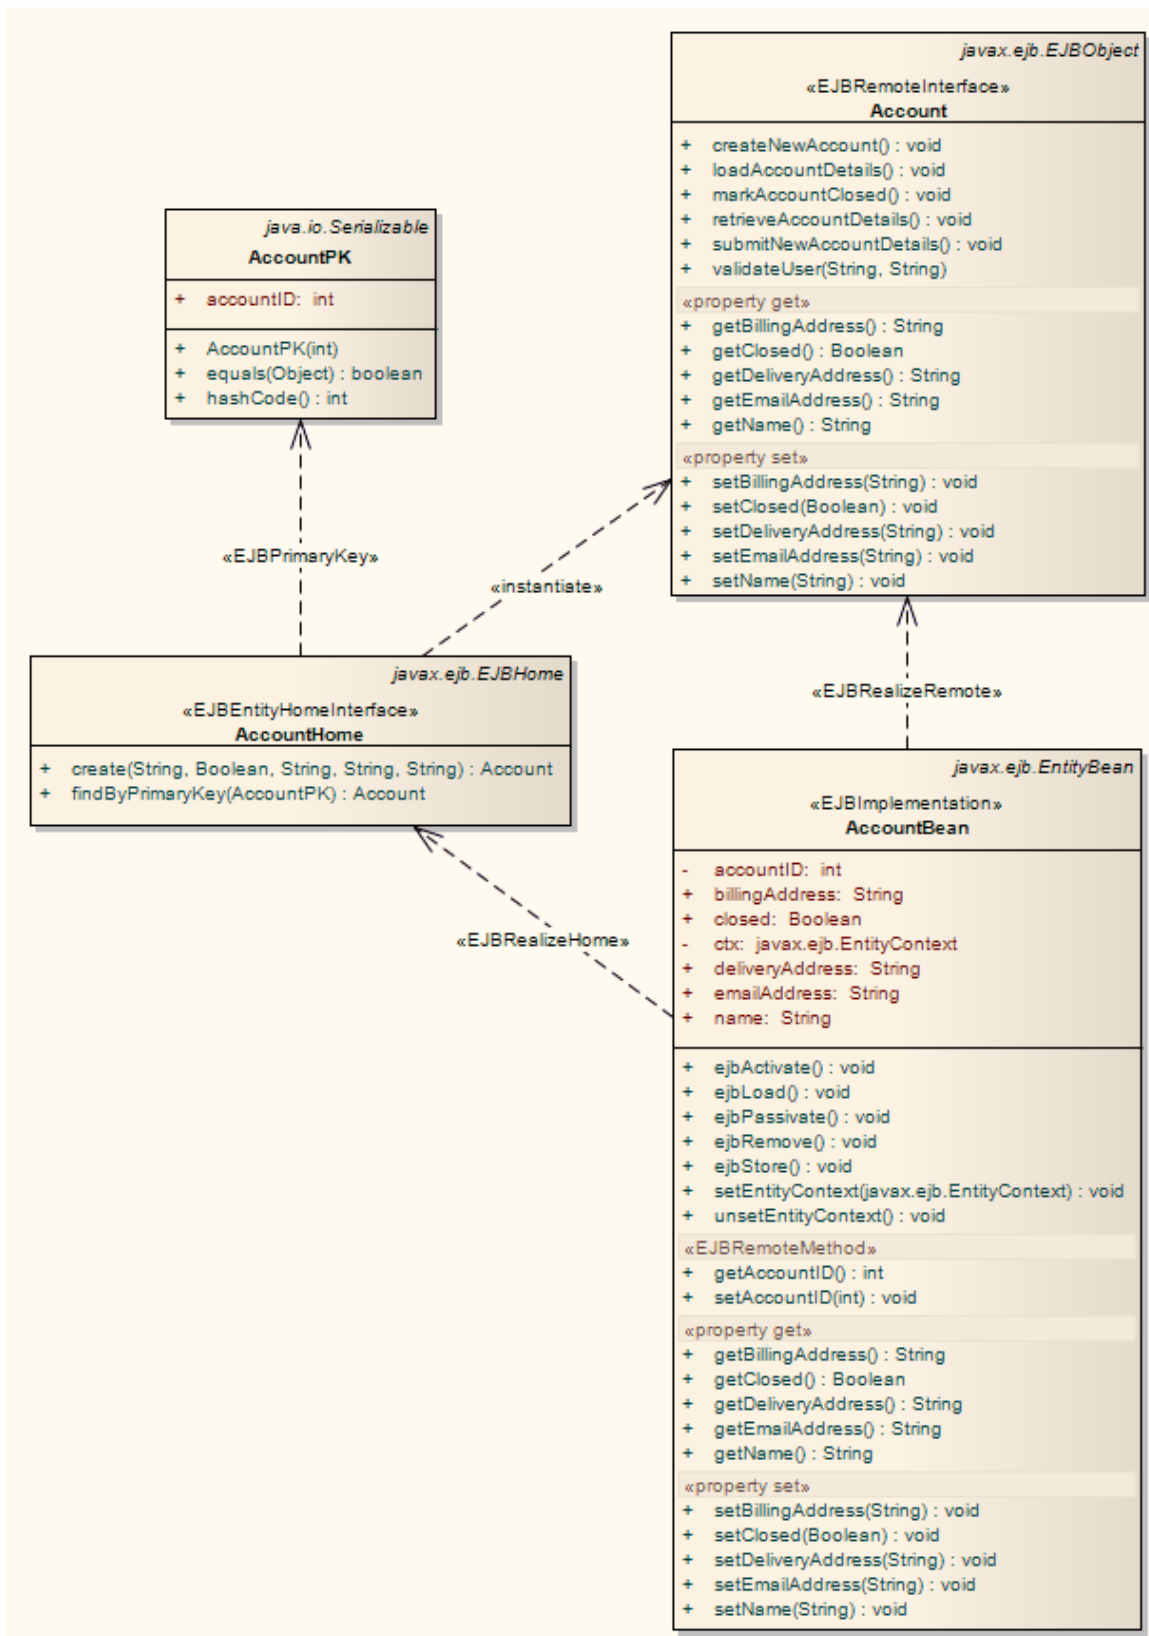 javax.ejb.EJBObject
«EJBRemoteInterface»
Account
+ createNewAccount() : void
+ loadAccountDetails() : void
+ markAccountClosed() : void
+ retrieveAccountDetails() : void
+ submitNewAccountDetails() : void
+ validateUser(String, String)
«property get»
+ getBillingAddress() : String
+ getClosed() : Boolean
+ getDeliveryAddress() : String
+ getEmailAddress() : String
+ getName() : String
«property set»
+ setBillingAddress(String) : void
+ setClosed(Boolean) : void
+ setDeliveryAddress(String) : void
+ setEmailAddress(String) : void
+ setName(String) : void
java.io.Serializable
AccountPK
+ accountID: int
+ AccountPK(int)
+ equals(Object) : boolean
+ hashCode() : int
«EJBPrimaryKey»
«instantiate»
javax.ejb.EJBHome
«EJBEntityHomeInterface»
AccountHome
+ create(String, Boolean, String, String, String) : Account
+ findByPrimaryKey(AccountPK) : Account
«EJBRealizeRemote»
«EJBRealizeHome»
javax.ejb.EntityBean
«EJBImplementation»
AccountBean
- accountID: int
+ billingAddress: String
+ closed: Boolean
- ctx: javax.ejb.EntityContext
+ deliveryAddress: String
+ emailAddress: String
+ name: String
+ ejbActivate() : void
+ ejbLoad() : void
+ ejbPassivate() : void
+ ejbRemove() : void
+ ejbStore() : void
+ setEntityContext(javax.ejb.EntityContext) : void
+ unsetEntityContext() : void
«EJBRemoteMethod»
+ getAccountID() : int
+ setAccountID(int) : void
«property get»
+ getBillingAddress() : String
+ getClosed() : Boolean
+ getDeliveryAddress() : String
+ getEmailAddress() : String
+ getName() : String
«property set»
+ setBillingAddress(String) : void
+ setClosed(Boolean) : void
+ setDeliveryAddress(String) : void
+ setEmailAddress(String) : void
+ setName(String) : void